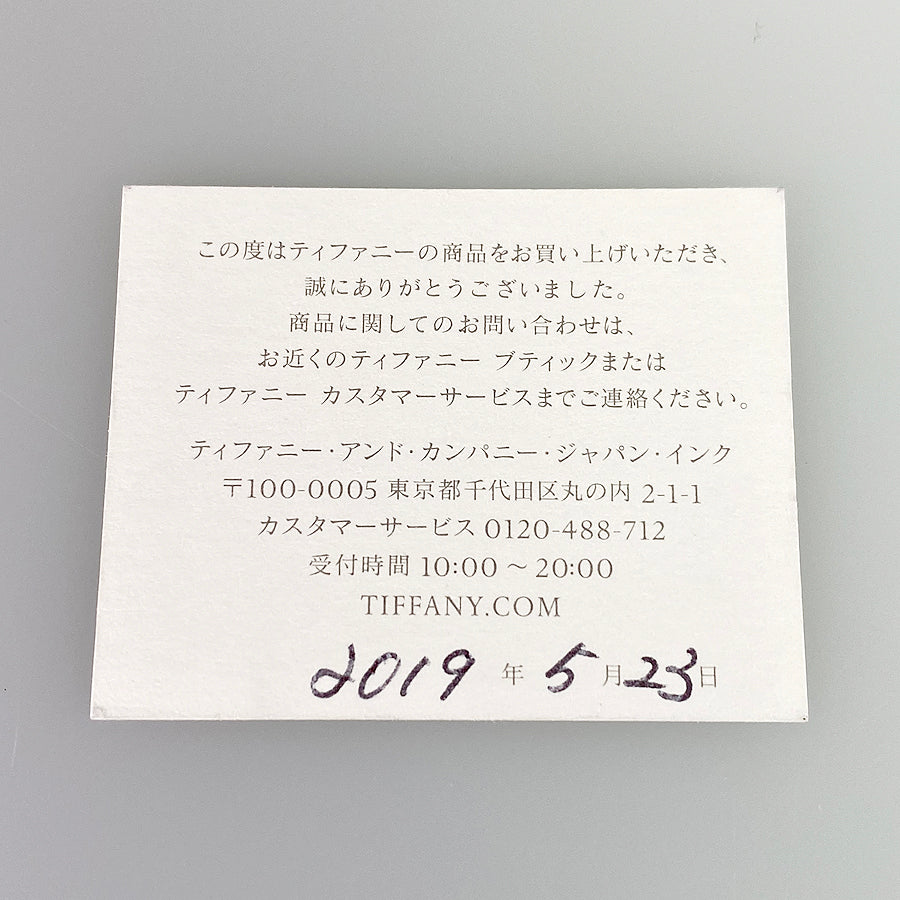 この度はティファニーの商品をお買い上げいただき、
誠にありがとうございました。
商品に関してのお問い合わせは、
お近くのティファニー ブティックまたは
ティファニー カスタマーサービスまでご連絡ください。
ティファニー・アンド・カンパニー・ジャパン・インク
〒100-0005 東京都千代田区丸の内 2-1-1
カスタマーサービス 0120-488-712
受付時間 10:00 〜 20:00
TIFFANY.COM
2019 年 5 月 23 日